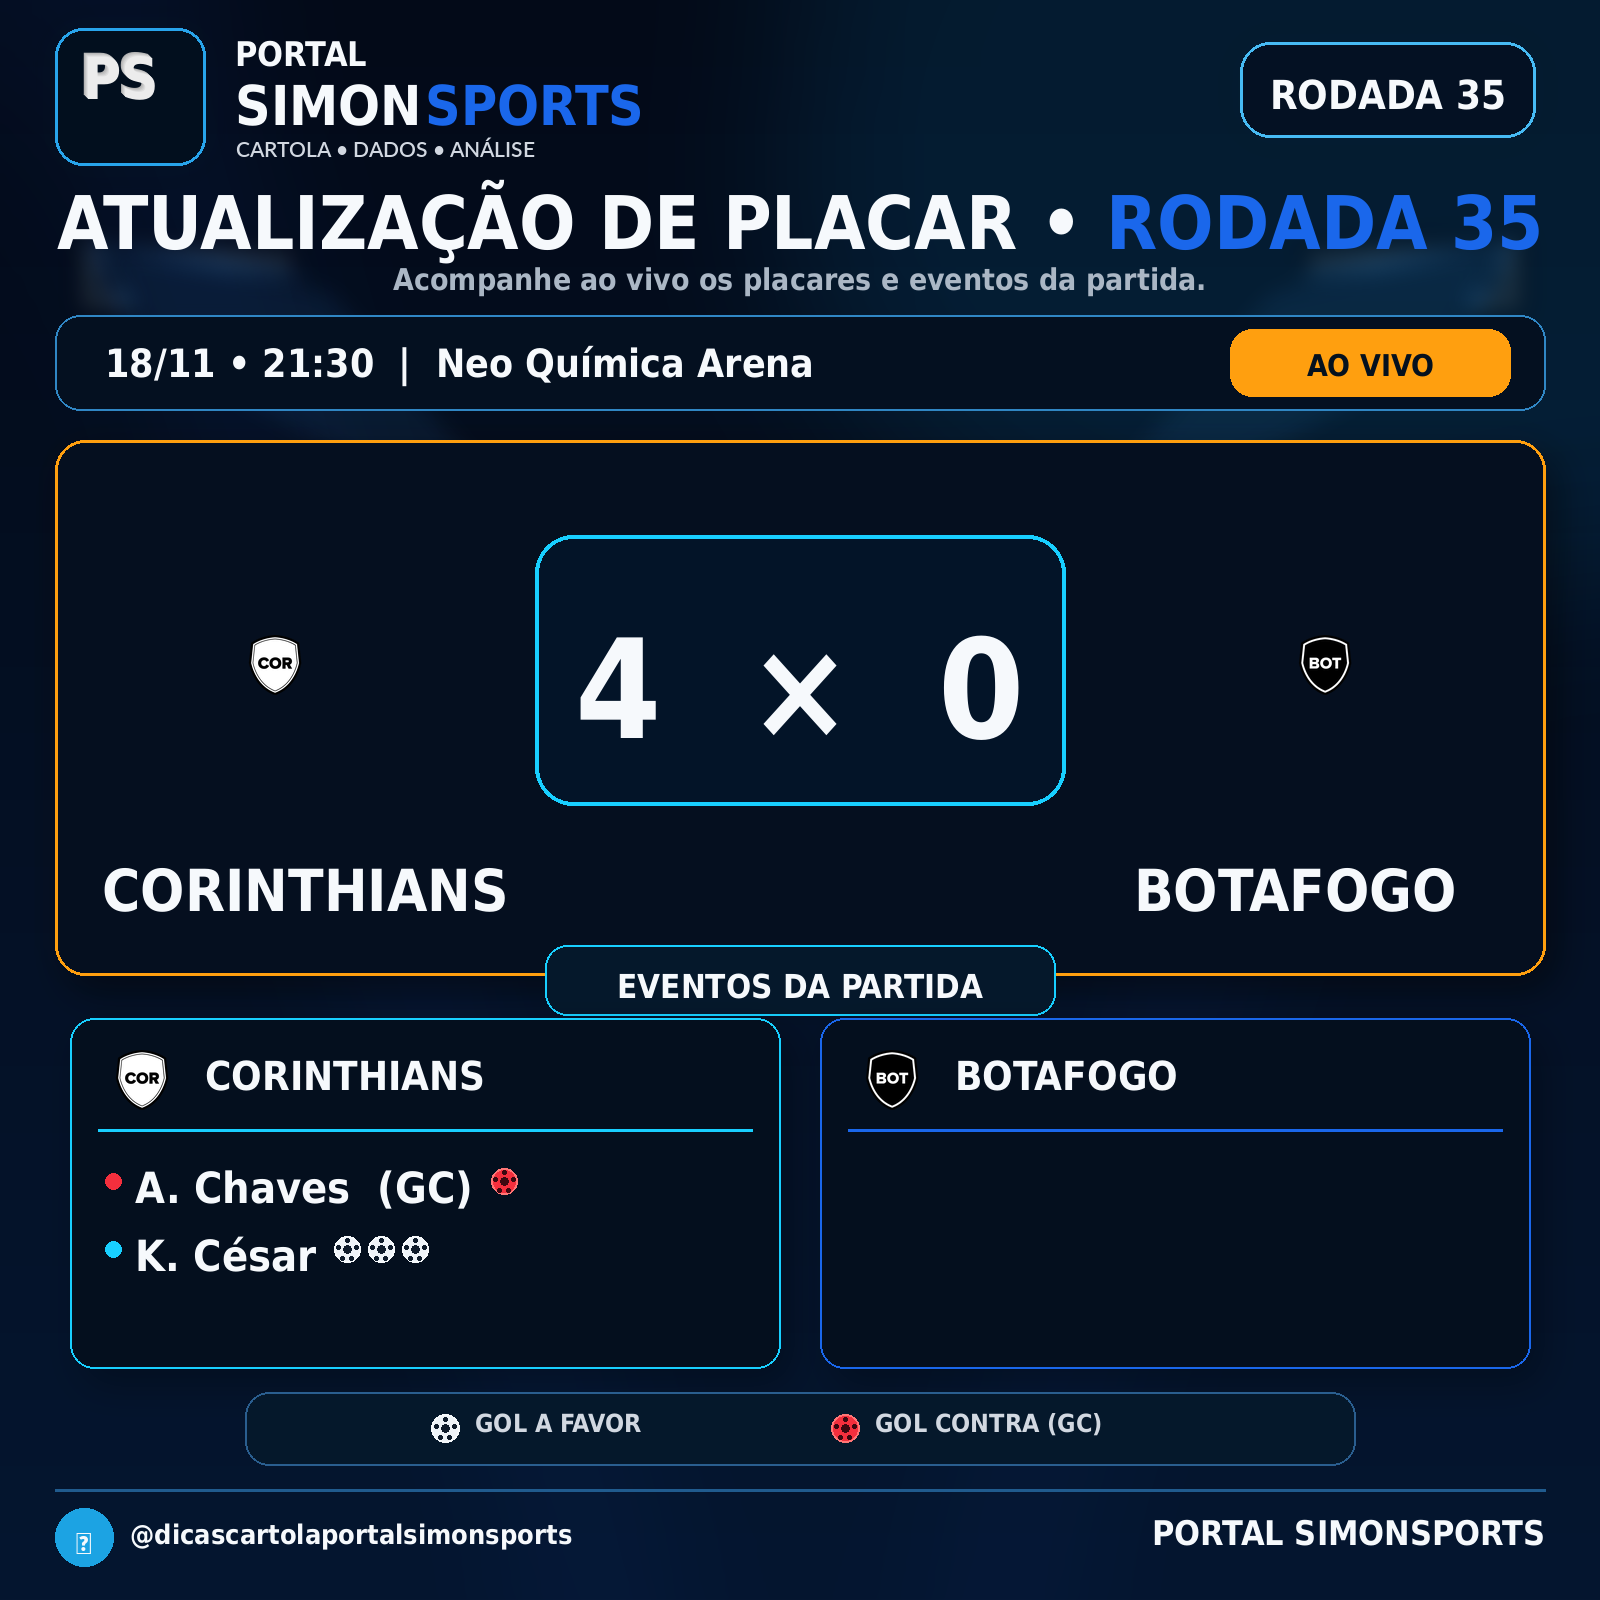 PS
PORTAL
SIMONSPORTS
CARTOLA • DADOS • ANÁLISE
RODADA 35
ATUALIZAÇÃO DE PLACAR • RODADA 35
Acompanhe ao vivo os placares e eventos da partida.
18/11 • 21:30 | Neo Química Arena
AO VIVO
COR
4 × 0
BOT
CORINTHIANS
BOTAFOGO
EVENTOS DA PARTIDA
COR
CORINTHIANS
A. Chaves (GC)
K. César
BOT
BOTAFOGO
GOL A FAVOR
GOL CONTRA (GC)
@dicascartolaportalsimonsports
PORTAL SIMONSPORTS